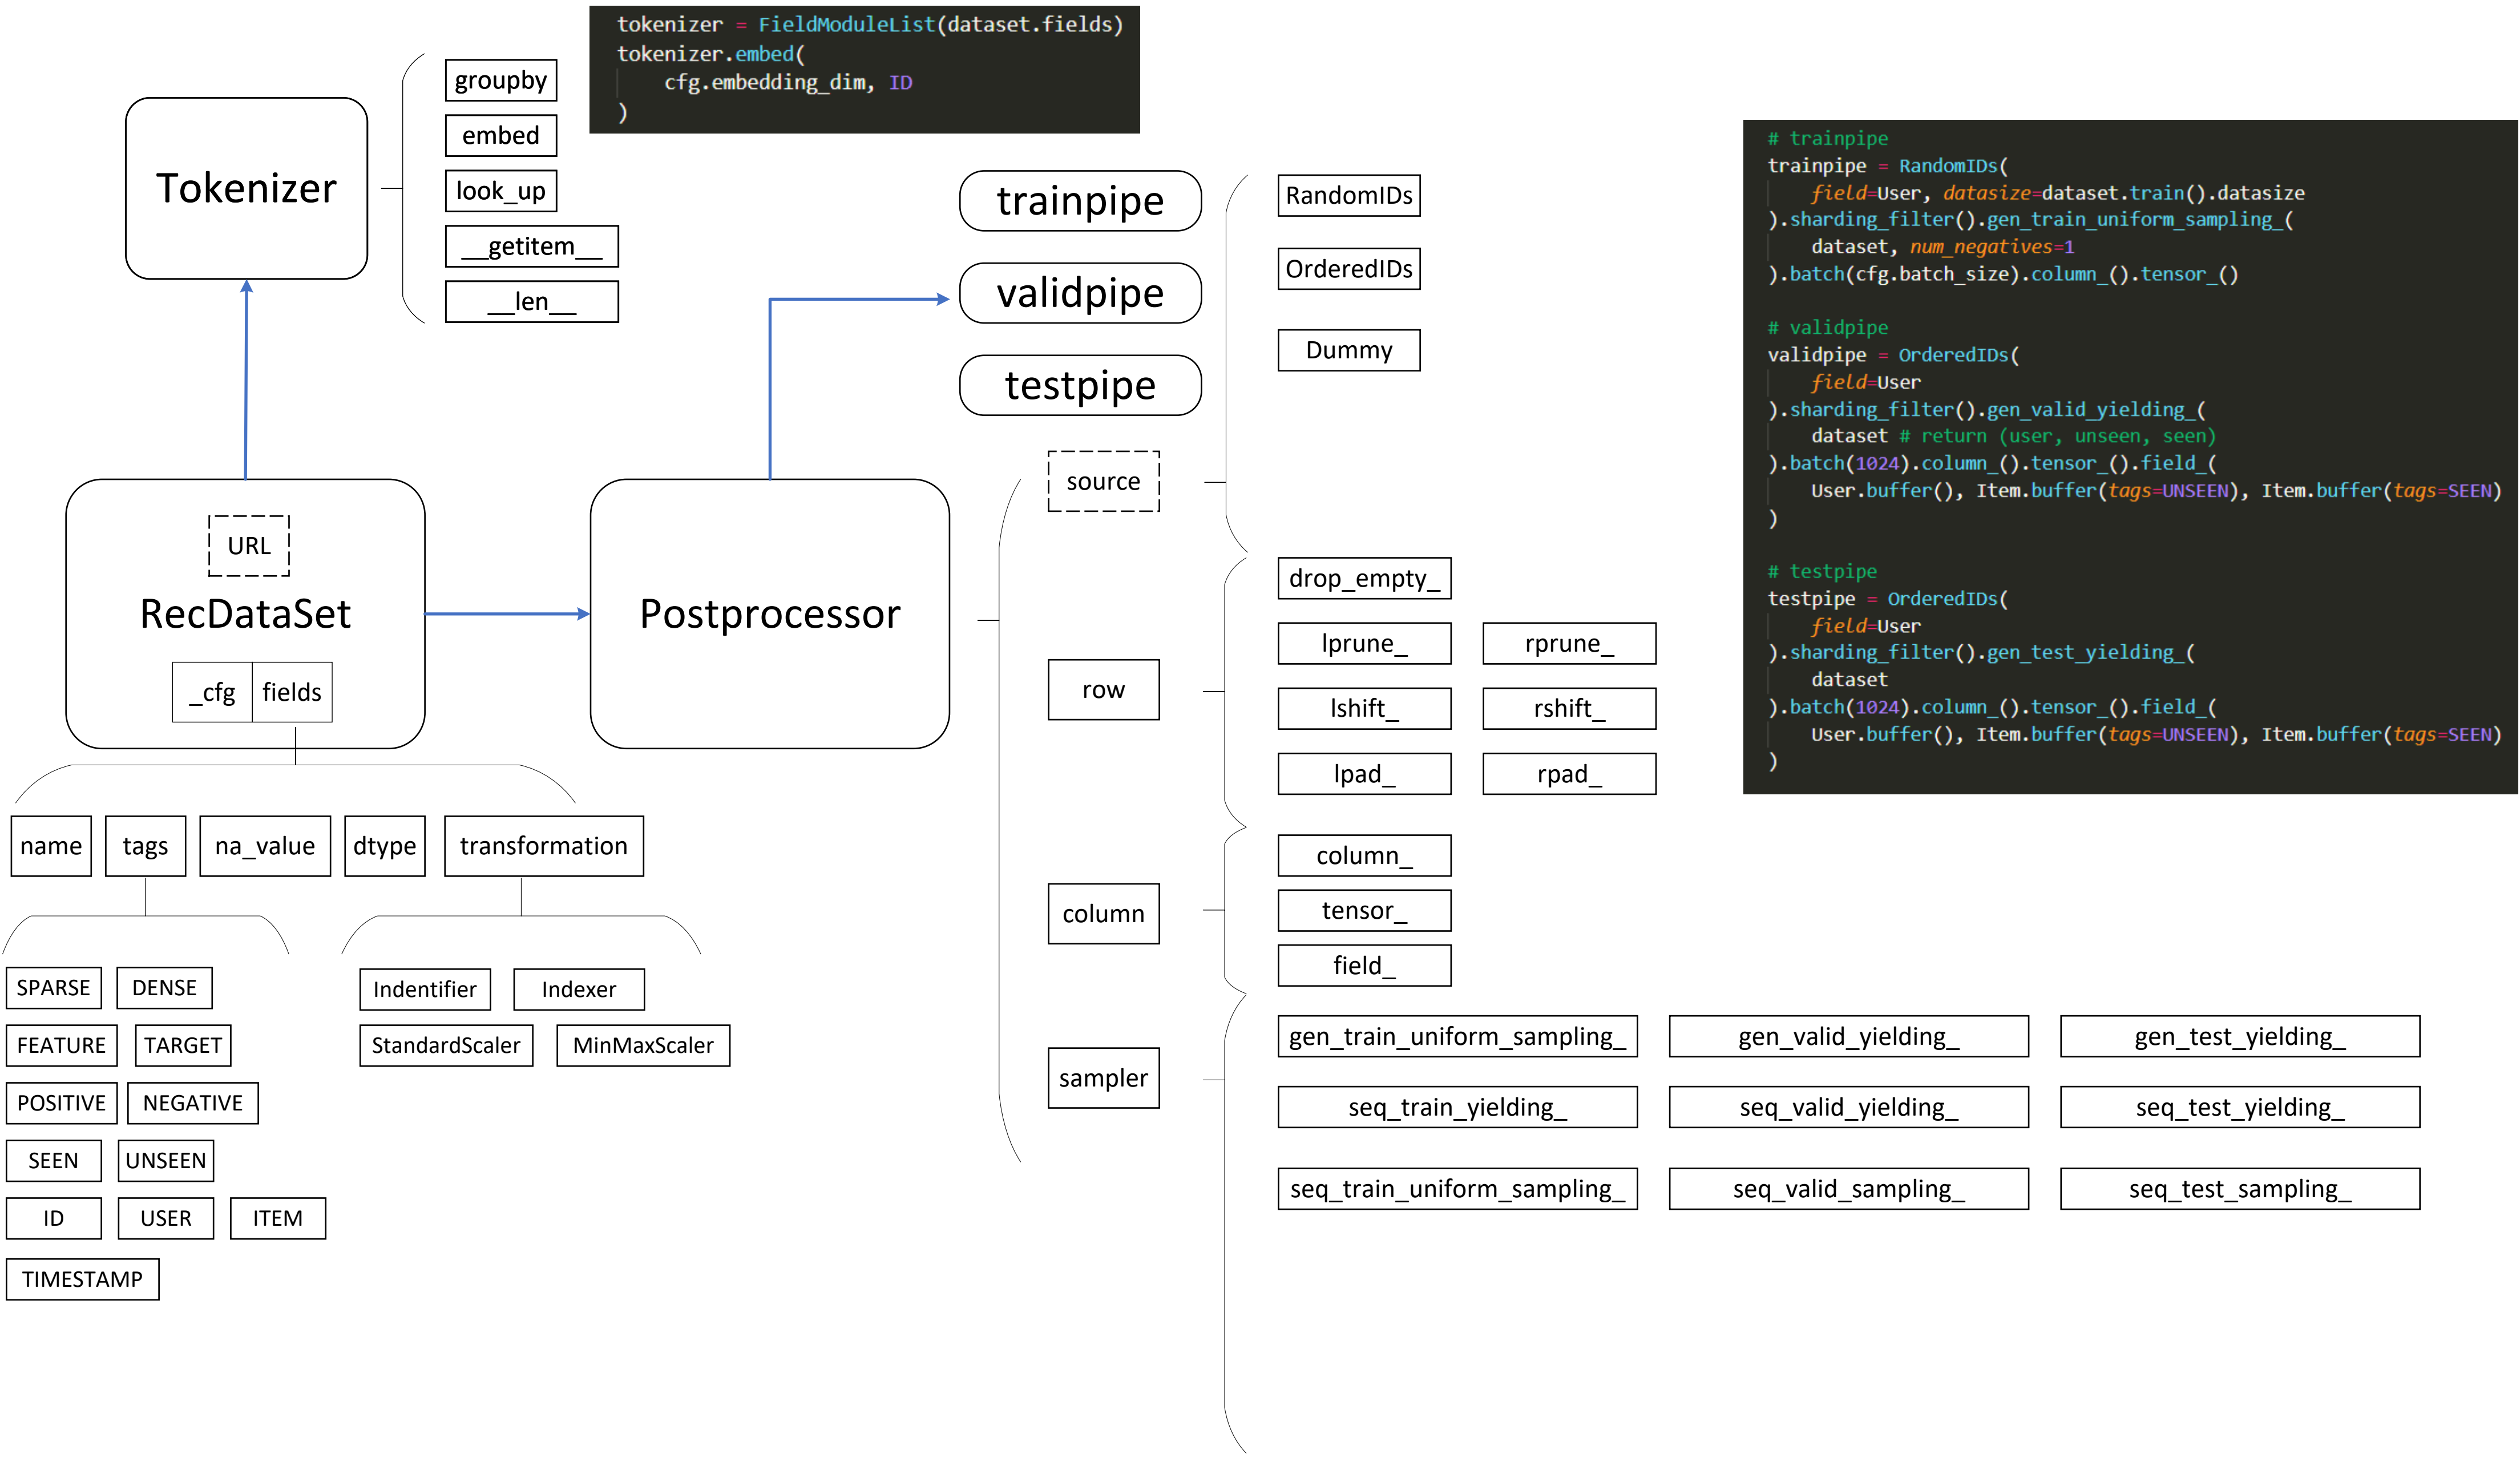 tokenizer = FieldModuleList(dataset.fields)
tokenizer.embed(
cfg.embedding_dim, ID
)
groupby
embed
look_up
__getitem__
__len__
Tokenizer
trainpipe
validpipe
testpipe
RandomIDs
OrderedIDs
Dummy
# trainpipe
trainpipe = RandomIDs(
field=User, datasize=dataset.train().datasize
).sharding_filter().gen_train_uniform_sampling_(
dataset, num_negatives=1
).batch(cfg.batch_size).column_().tensor_()
# validpipe
validpipe = OrderedIDs(
field=User
).sharding_filter().gen_valid_yielding_(
dataset # return (user, unseen, seen)
).batch(1024).column_().tensor_().field_(
User.buffer(), Item.buffer(tags=UNSEEN), Item.buffer(tags=SEEN)
)
# testpipe
testpipe = OrderedIDs(
field=User
).sharding_filter().gen_test_yielding_(
dataset
).batch(1024).column_().tensor_().field_(
User.buffer(), Item.buffer(tags=UNSEEN), Item.buffer(tags=SEEN)
)
URL
RecDataSet
_cfg fields
Postprocessor
source
row
column
sampler
drop_empty_
lprune_ rprune_
lshift_ rshift_
lpad_ rpad_
column_
tensor_
field_
gen_train_uniform_sampling_ gen_valid_yielding_ gen_test_yielding_
seq_train_yielding_ seq_valid_yielding_ seq_test_yielding_
seq_train_uniform_sampling_ seq_valid_sampling_ seq_test_sampling_
name tags na_value dtype transformation
SPARSE DENSE
FEATURE TARGET
POSITIVE NEGATIVE
SEEN UNSEEN
ID USER ITEM
TIMESTAMP
Indentifier Indexer
StandardScaler MinMaxScaler